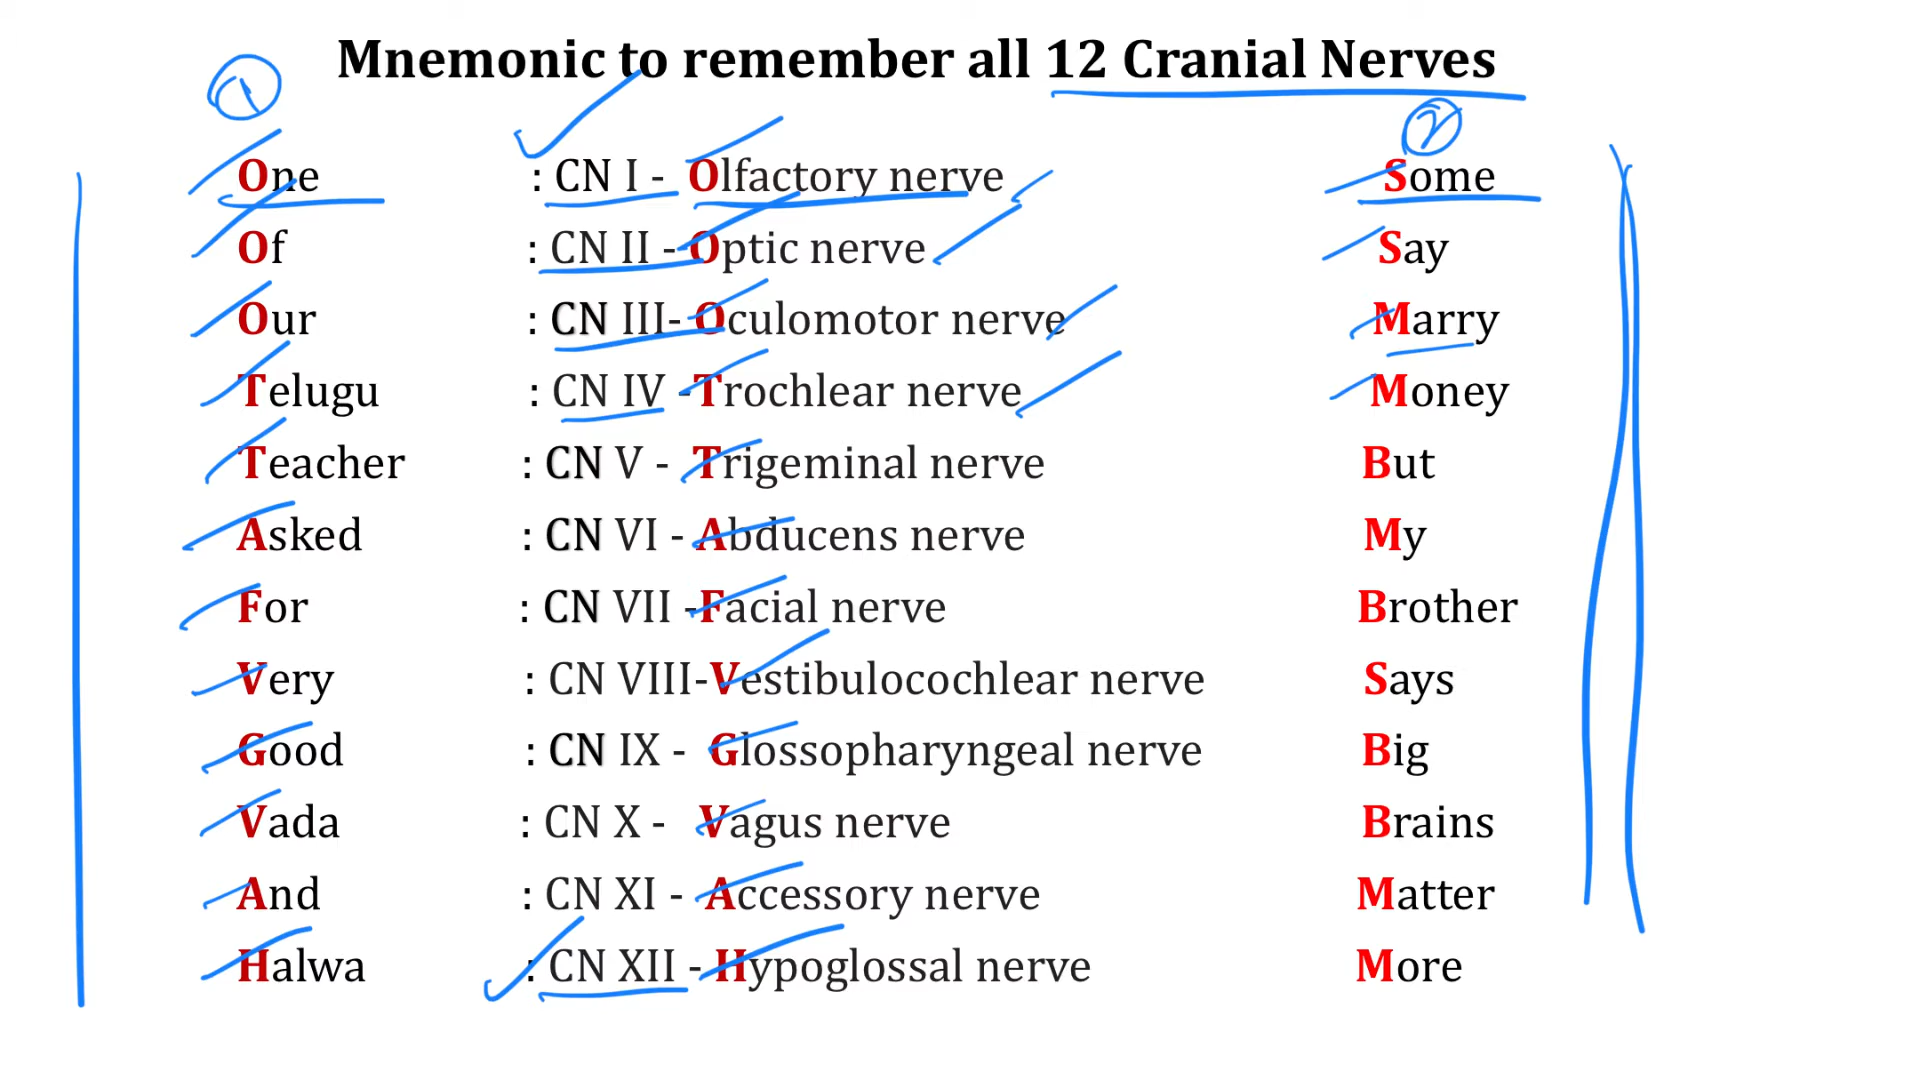 Mnemonic to remember all 12 Cranial Nerves
1
2
One : CN I - Olfactory nerve Some
Of : CN II - Optic nerve Say
Our : CN III- Oculomotor nerve Marry
Telugu : CN IV -Trochlear nerve Money
Teacher : CN V - Trigeminal nerve But
Asked : CN VI - Abducens nerve My
For : CN VII -Facial nerve Brother
Very : CN VIII-Vestibulocochlear nerve Says
Good : CN IX - Glossopharyngeal nerve Big
Vada : CN X - Vagus nerve Brains
And : CN XI - Accessory nerve Matter
Halwa : CN XII - Hypoglossal nerve More